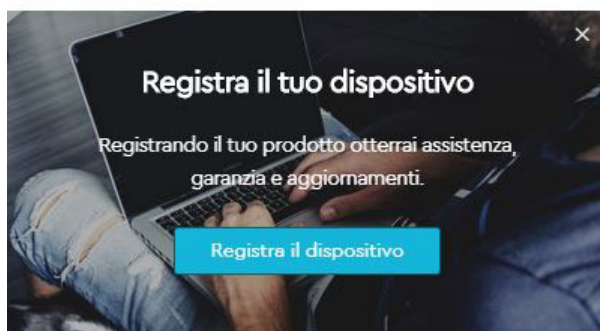 Registra il tuo dispositivo
Registrando il tuo prodotto otterrai assistenza,
garanzia e aggiornamenti.
Registra il dispositivo